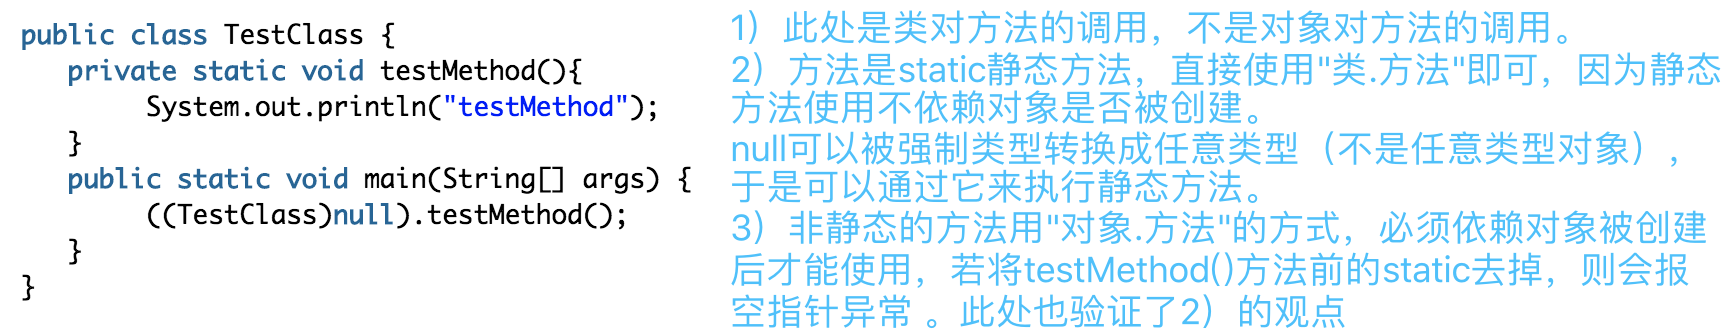 public class TestClass {
private static void testMethod(){
System.out.println("testMethod");
}
public static void main(String[] args) {
((TestClass)null).testMethod();
}
}
1）此处是类对方法的调用，不是对象对方法的调用。
2）方法是static静态方法，直接使用"类.方法"即可，因为静态
方法使用不依赖对象是否被创建。
null可以被强制类型转换成任意类型（不是任意类型对象），
于是可以通过它来执行静态方法。
3）非静态的方法用"对象.方法"的方式，必须依赖对象被创建
后才能使用，若将testMethod()方法前的static去掉，则会报
空指针异常 。此处也验证了2）的观点